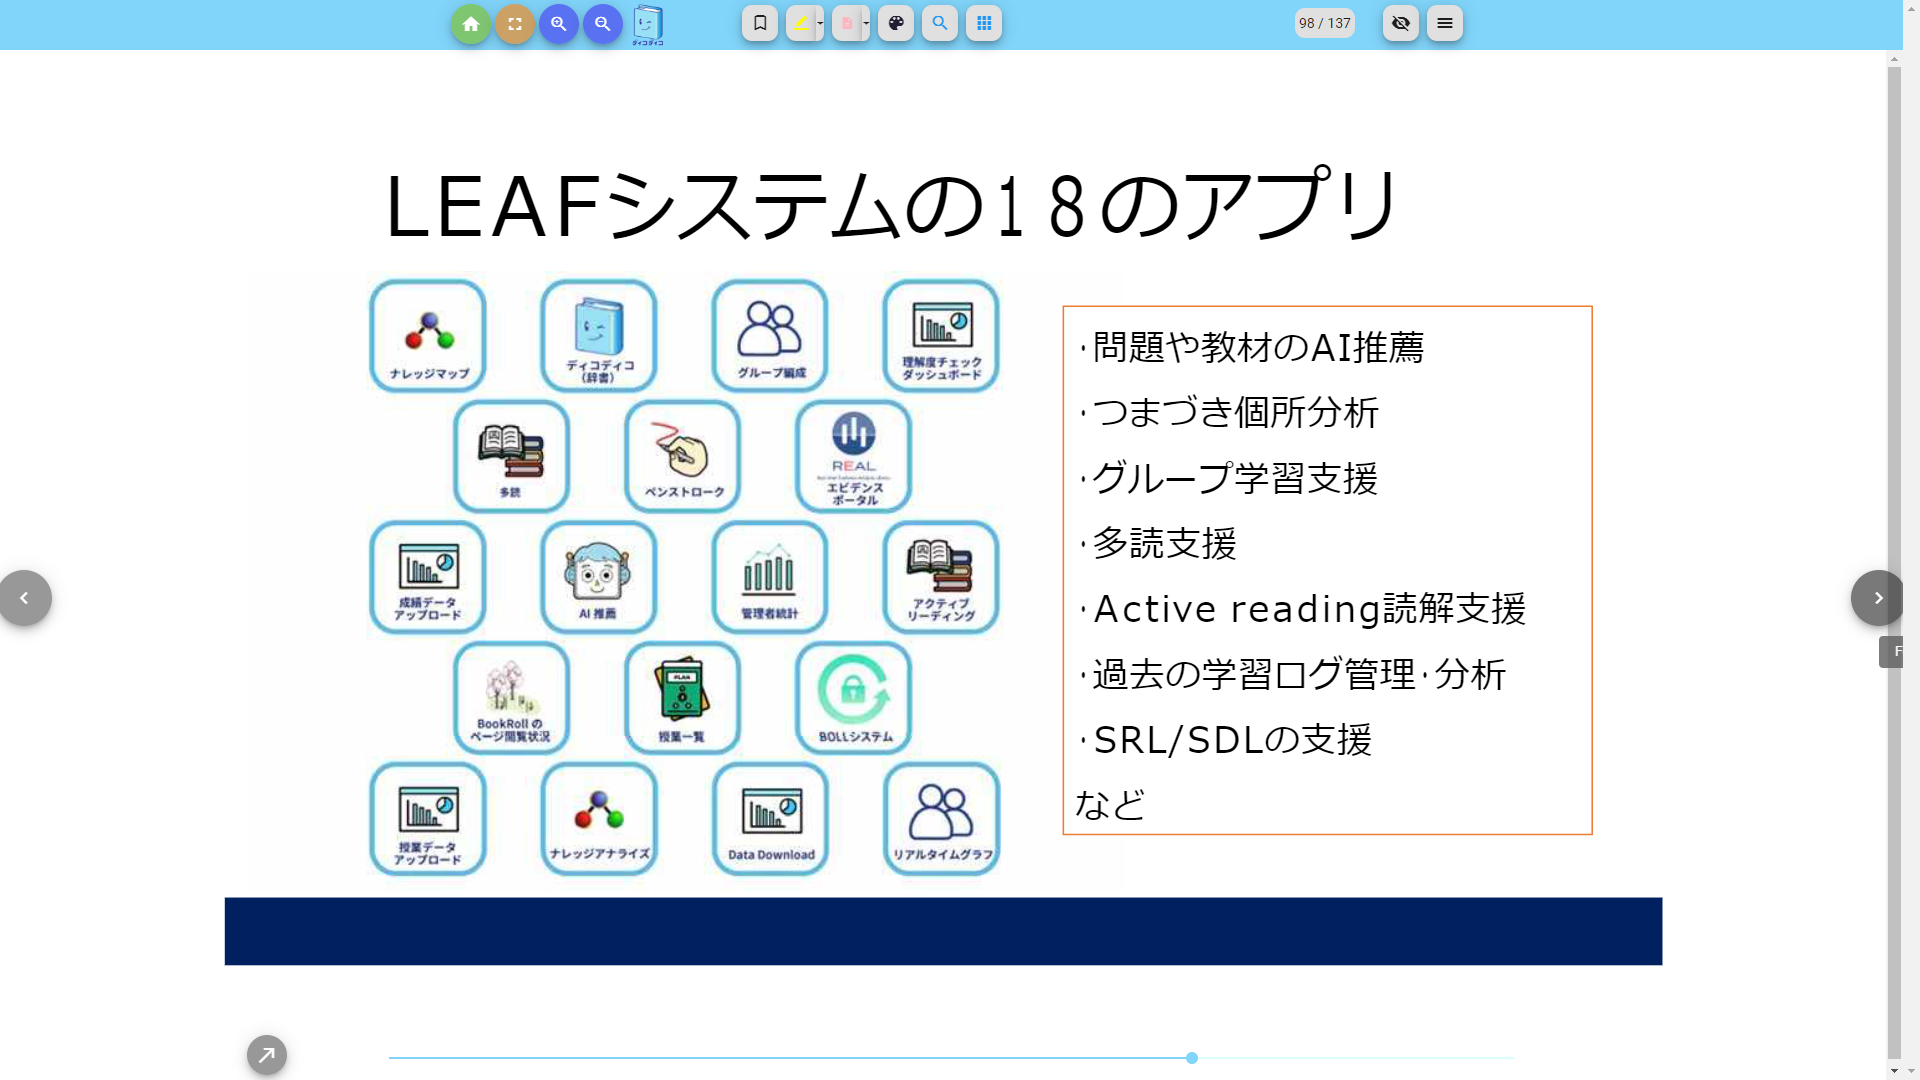 ディコディコ
98 / 137
LEAFシステムの18のアプリ
ナレッジマップ
ディコディコ
(辞書)
グループ編成
理解度チェック
ダッシュボード
多読
ペンストローク
REAL
エビデンス
ポータル
成績データ
アップロード
AI 推薦
管理者統計
アクティブ
リーディング
BookRoll の
ページ閲覧状況
PLAN
授業一覧
BOLLシステム
授業データ
アップロード
ナレッジアナライズ
Data Download
リアルタイムグラフ
・問題や教材のAI推薦
・つまづき個所分析
・グループ学習支援
・多読支援
・Active reading読解支援
・過去の学習ログ管理・分析
・SRL/SDLの支援
など
F